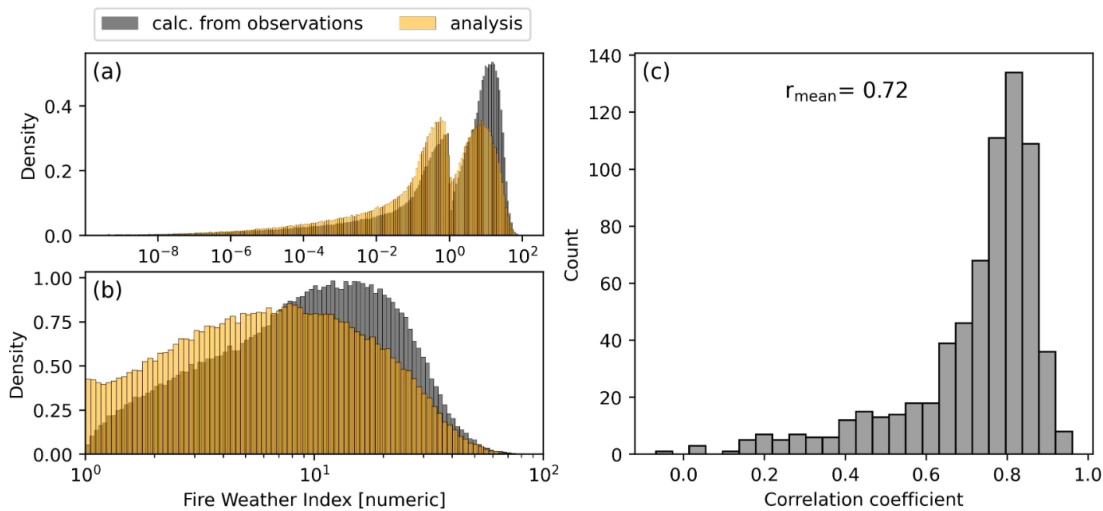 calc. from observations analysis
(a)
Density
0.4
0.2
0.0
10⁻⁸ 10⁻⁶ 10⁻⁴ 10⁻² 10⁰ 10²
(b)
Density
1.00
0.75
0.50
0.25
0.00
10⁰ 10¹ 10²
Fire Weather Index [numeric]
(c)
r_mean= 0.72
Count
140
120
100
80
60
40
20
0
0.0 0.2 0.4 0.6 0.8 1.0
Correlation coefficient